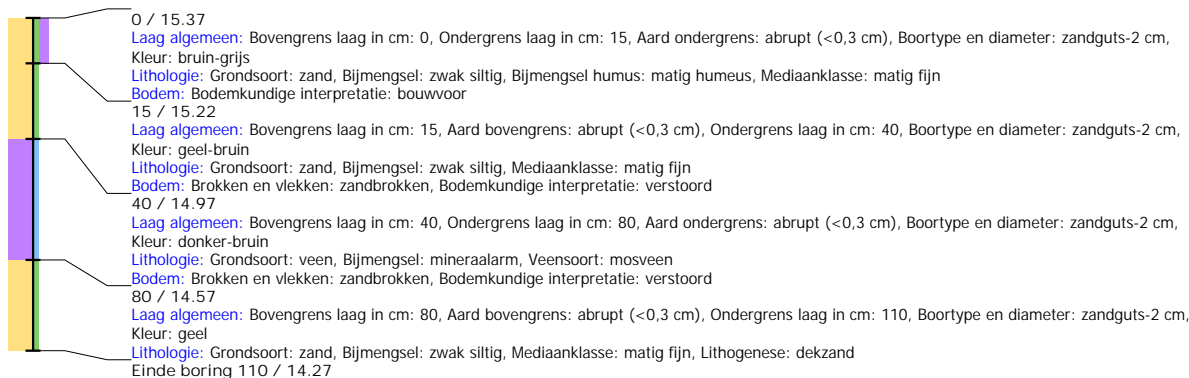 0 / 15.37
Laag algemeen: Bovengrens laag in cm: 0, Ondergrens laag in cm: 15, Aard ondergrens: abrupt (<0,3 cm), Boortype en diameter: zandguts-2 cm,
Kleur: bruin-grijs
Lithologie: Grondsoort: zand, Bijmengsel: zwak siltig, Bijmengsel humus: matig humeus, Mediaanklasse: matig fijn
Bodem: Bodemkundige interpretatie: bouwvoor
15 / 15.22
Laag algemeen: Bovengrens laag in cm: 15, Aard bovengrens: abrupt (<0,3 cm), Ondergrens laag in cm: 40, Boortype en diameter: zandguts-2 cm,
Kleur: geel-bruin
Lithologie: Grondsoort: zand, Bijmengsel: zwak siltig, Mediaanklasse: matig fijn
Bodem: Brokken en vlekken: zandbrokken, Bodemkundige interpretatie: verstoord
40 / 14.97
Laag algemeen: Bovengrens laag in cm: 40, Ondergrens laag in cm: 80, Aard ondergrens: abrupt (<0,3 cm), Boortype en diameter: zandguts-2 cm,
Kleur: donker-bruin
Lithologie: Grondsoort: veen, Bijmengsel: mineraalarm, Veensoort: mosveen
Bodem: Brokken en vlekken: zandbrokken, Bodemkundige interpretatie: verstoord
80 / 14.57
Laag algemeen: Bovengrens laag in cm: 80, Aard bovengrens: abrupt (<0,3 cm), Ondergrens laag in cm: 110, Boortype en diameter: zandguts-2 cm,
Kleur: geel
Lithologie: Grondsoort: zand, Bijmengsel: zwak siltig, Mediaanklasse: matig fijn, Lithogenese: dekzand
Einde boring 110 / 14.27